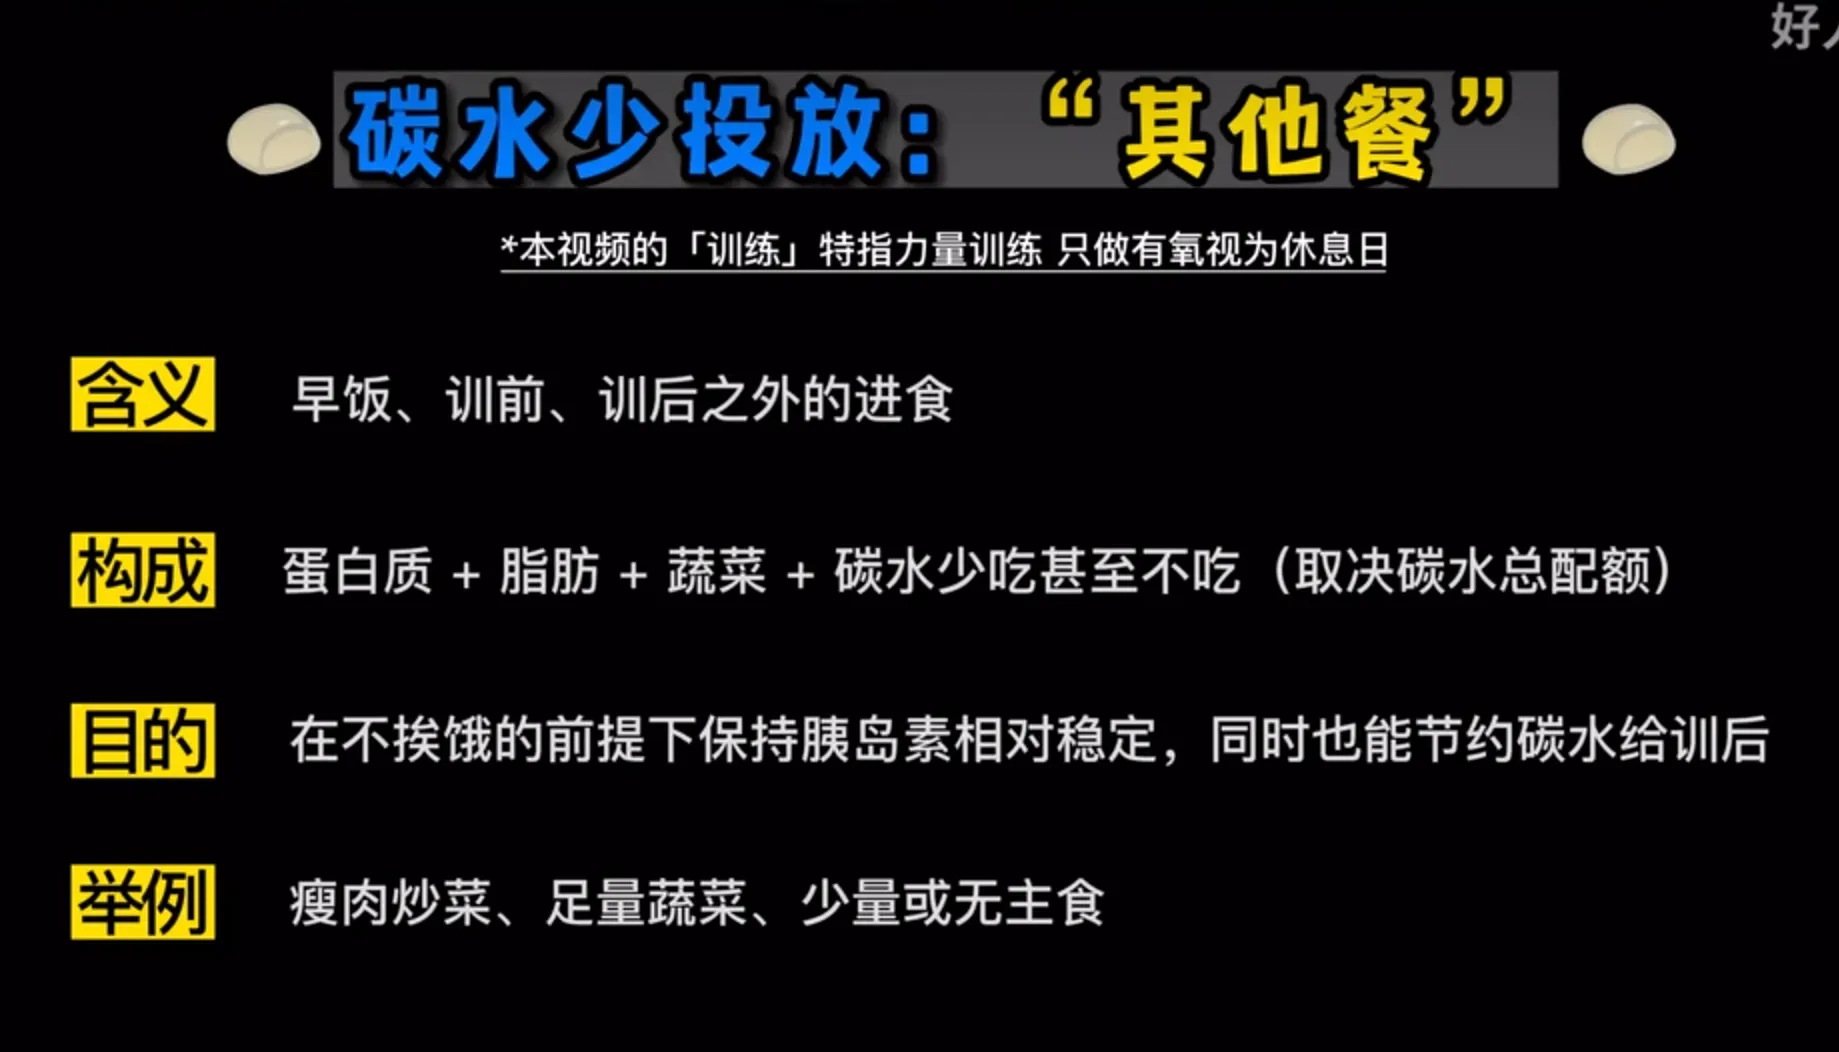 好
碳水少投放：“其他餐”
*本视频的「训练」特指力量训练 只做有氧视为休息日
含义 早饭、训前、训后之外的进食
构成 蛋白质 + 脂肪 + 蔬菜 + 碳水少吃甚至不吃（取决碳水总配额）
目的 在不挨饿的前提下保持胰岛素相对稳定，同时也能节约碳水给训后
举例 瘦肉炒菜、足量蔬菜、少量或无主食